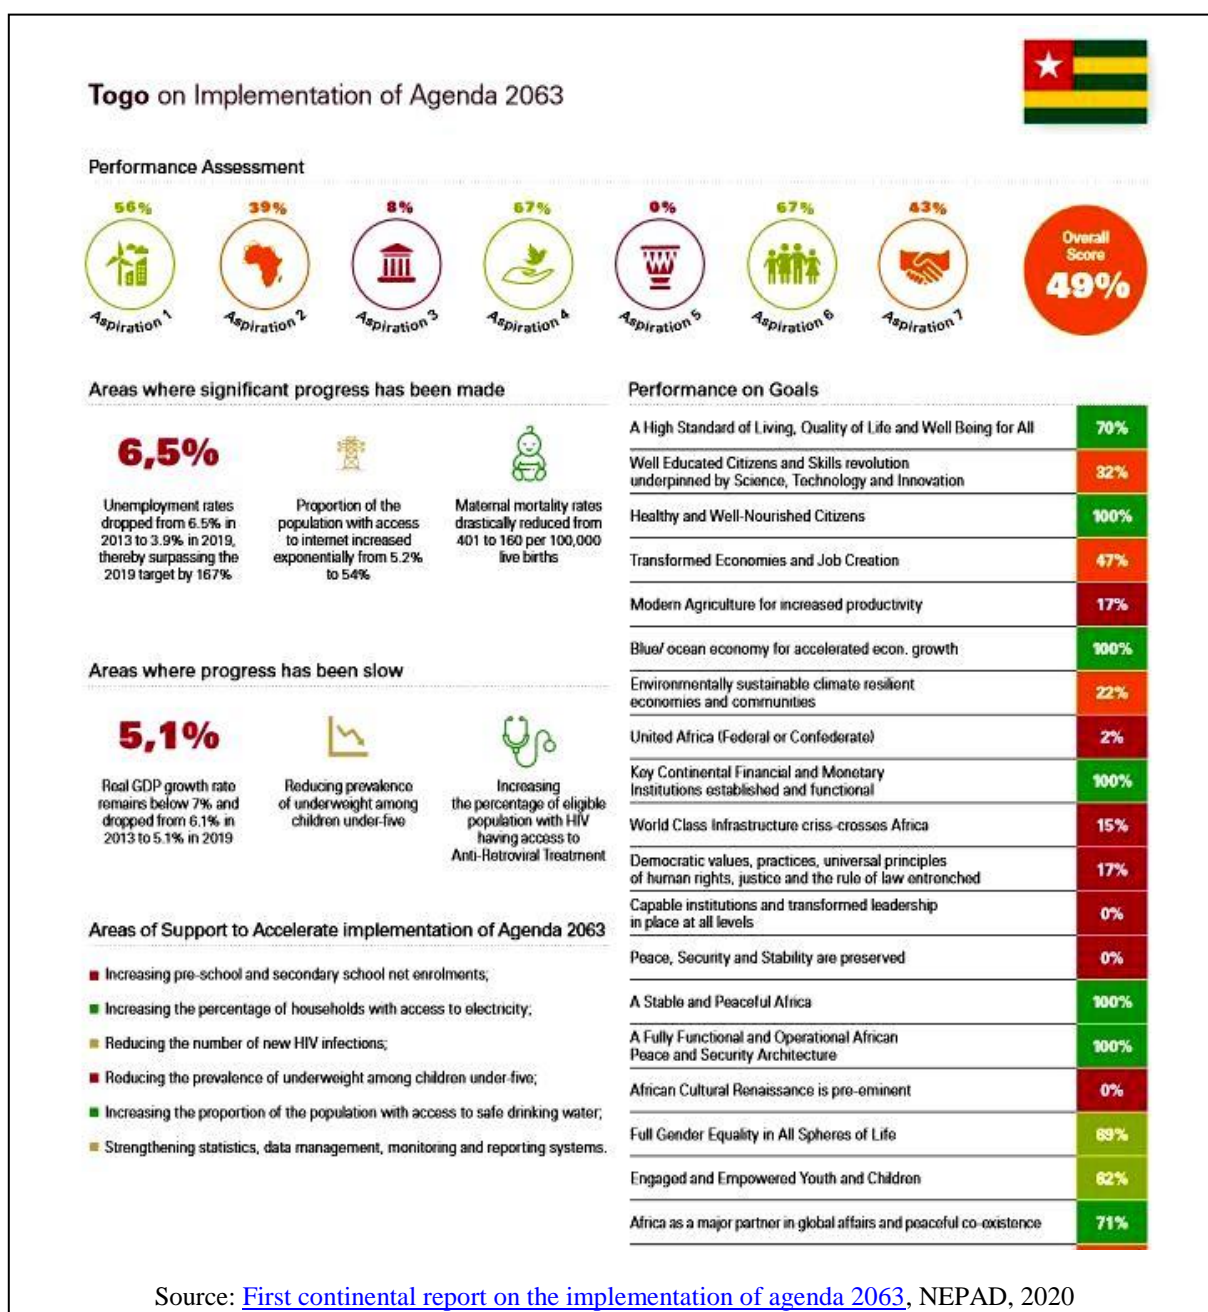 Togo on Implementation of Agenda 2063
Performance Assessment
56%
39%
8%
67%
0%
67%
43%
Aspiration 1
Aspiration 2
Aspiration 3
Aspiration 4
Aspiration 5
Aspiration 6
Aspiration 7
Overall
Score
49%
Areas where significant progress has been made
6,5%
Unemployment rates
dropped from 6.5% in
2013 to 3.9% in 2019,
thereby surpassing the
2019 target by 167%
Proportion of the
population with access
to internet increased
exponentially from 5.2%
to 54%
Maternal mortality rates
drastically reduced from
401 to 160 per 100,000
live births
Areas where progress has been slow
5,1%
Real GDP growth rate
remains below 7% and
dropped from 6.1% in
2013 to 5.1% in 2019
Reducing prevalence
of underweight among
children under-five
Increasing
the percentage of eligible
population with HIV
having access to
Anti-Retroviral Treatment
Areas of Support to Accelerate implementation of Agenda 2063
Increasing pre-school and secondary school net enrolments;
Increasing the percentage of households with access to electricity;
Reducing the number of new HIV infections;
Reducing the prevalence of underweight among children under-five;
Increasing the proportion of the population with access to safe drinking water;
Strengthening statistics, data management, monitoring and reporting systems.
Performance on Goals
A High Standard of Living, Quality of Life and Well Being for All 70%
Well Educated Citizens and Skills revolution
underpinned by Science, Technology and Innovation 32%
Healthy and Well-Nourished Citizens 100%
Transformed Economies and Job Creation 47%
Modern Agriculture for increased productivity 17%
Blue/ ocean economy for accelerated econ. growth 100%
Environmentally sustainable climate resilient
economies and communities 22%
United Africa (Federal or Confederate) 2%
Key Continental Financial and Monetary
Institutions established and functional 100%
World Class Infrastructure criss-crosses Africa 15%
Democratic values, practices, universal principles
of human rights, justice and the rule of law entrenched 17%
Capable institutions and transformed leadership
in place at all levels 0%
Peace, Security and Stability are preserved 0%
A Stable and Peaceful Africa 100%
A Fully Functional and Operational African
Peace and Security Architecture 100%
African Cultural Renaissance is pre-eminent 0%
Full Gender Equality in All Spheres of Life 69%
Engaged and Empowered Youth and Children 62%
Africa as a major partner in global affairs and peaceful co-existence 71%
Source: First continental report on the implementation of agenda 2063, NEPAD, 2020